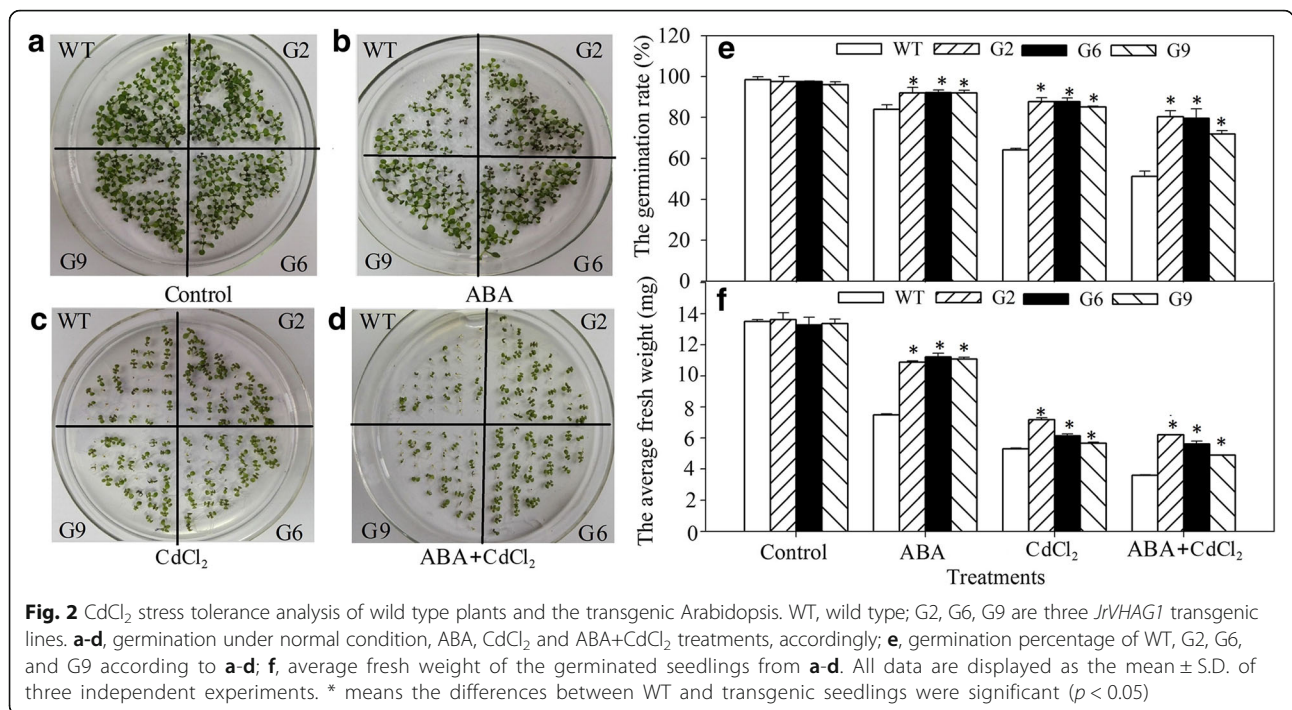 a
WT
G2
G9
G6
Control
b
WT
G2
G9
G6
ABA
c
WT
G2
G9
G6
CdCl₂
d
WT
G2
G9
G6
ABA+CdCl₂
e
WT G2 G6 G9
The germination rate (%)
120
100
80
60
40
20
0
* * * * * * * * *
f
WT G2 G6 G9
The average fresh weight (mg)
14
12
10
8
6
4
2
0
* * * * * * * * *
Control ABA CdCl₂ ABA+CdCl₂
Treatments
Fig. 2 CdCl₂ stress tolerance analysis of wild type plants and the transgenic Arabidopsis. WT, wild type; G2, G6, G9 are three JrVHAG1 transgenic
lines. a-d, germination under normal condition, ABA, CdCl₂ and ABA+CdCl₂ treatments, accordingly; e, germination percentage of WT, G2, G6,
and G9 according to a-d; f, average fresh weight of the germinated seedlings from a-d. All data are displayed as the mean ± S.D. of
three independent experiments. * means the differences between WT and transgenic seedlings were significant (p < 0.05)